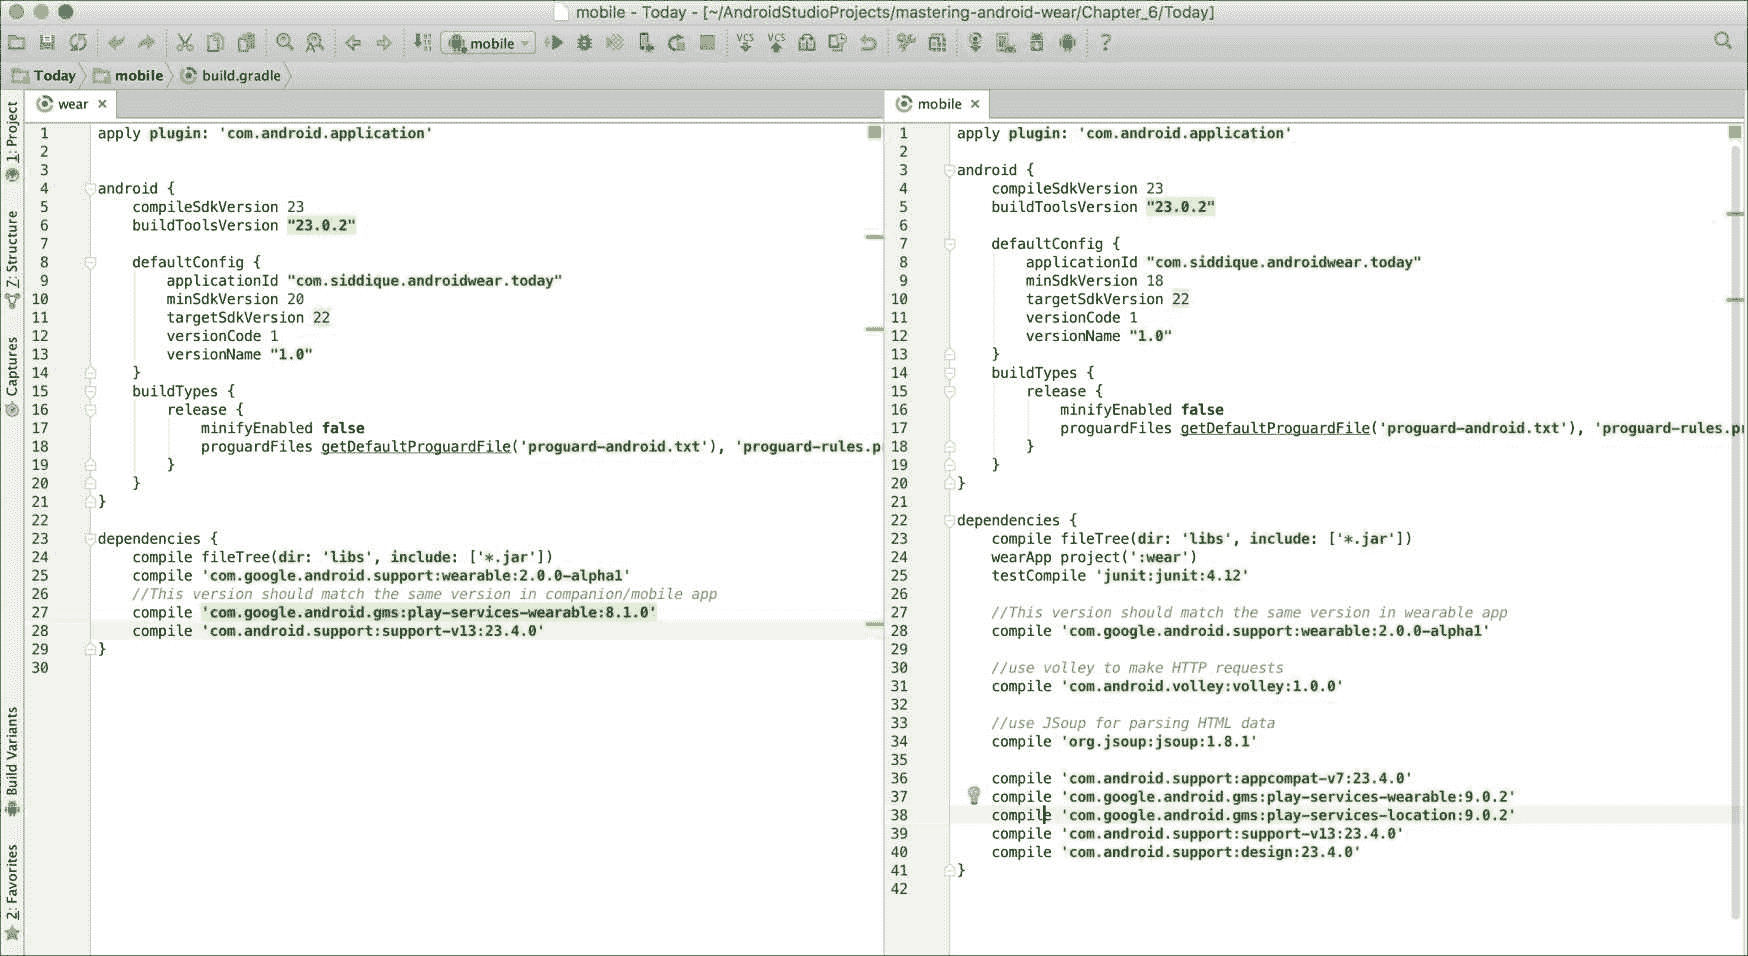 mobile - Today - [~/AndroidStudioProjects/mastering-android-wear/Chapter_6/Today]
mobile
VCS VCS ?
Today mobile build.gradle
1: Project
Z: Structure
Captures
Build Variants
2: Favorites
wear ×
1 apply plugin: 'com.android.application'
2
3
4 android {
5 compileSdkVersion 23
6 buildToolsVersion "23.0.2"
7
8 defaultConfig {
9 applicationId "com.siddique.androidwear.today"
10 minSdkVersion 20
11 targetSdkVersion 22
12 versionCode 1
13 versionName "1.0"
14 }
15 buildTypes {
16 release {
17 minifyEnabled false
18 proguardFiles getDefaultProguardFile('proguard-android.txt'), 'proguard-rules.p
19 }
20 }
21 }
22
23 dependencies {
24 compile fileTree(dir: 'libs', include: ['*.jar'])
25 compile 'com.google.android.support:wearable:2.0.0-alpha1'
26 //This version should match the same version in companion/mobile app
27 compile 'com.google.android.gms:play-services-wearable:8.1.0'
28 compile 'com.android.support:support-v13:23.4.0'
29 }
30
mobile ×
1 apply plugin: 'com.android.application'
2
3 android {
4 compileSdkVersion 23
5 buildToolsVersion "23.0.2"
6
7 defaultConfig {
8 applicationId "com.siddique.androidwear.today"
9 minSdkVersion 18
10 targetSdkVersion 22
11 versionCode 1
12 versionName "1.0"
13 }
14 buildTypes {
15 release {
16 minifyEnabled false
17 proguardFiles getDefaultProguardFile('proguard-android.txt'), 'proguard-rules.pr
18 }
19 }
20 }
21
22 dependencies {
23 compile fileTree(dir: 'libs', include: ['*.jar'])
24 wearApp project(':wear')
25 testCompile 'junit:junit:4.12'
26
27 //This version should match the same version in wearable app
28 compile 'com.google.android.support:wearable:2.0.0-alpha1'
29
30 //use volley to make HTTP requests
31 compile 'com.android.volley:volley:1.0.0'
32
33 //use JSoup for parsing HTML data
34 compile 'org.jsoup:jsoup:1.8.1'
35
36 compile 'com.android.support:appcompat-v7:23.4.0'
37 compile 'com.google.android.gms:play-services-wearable:9.0.2'
38 compile 'com.google.android.gms:play-services-location:9.0.2'
39 compile 'com.android.support:support-v13:23.4.0'
40 compile 'com.android.support:design:23.4.0'
41 }
42